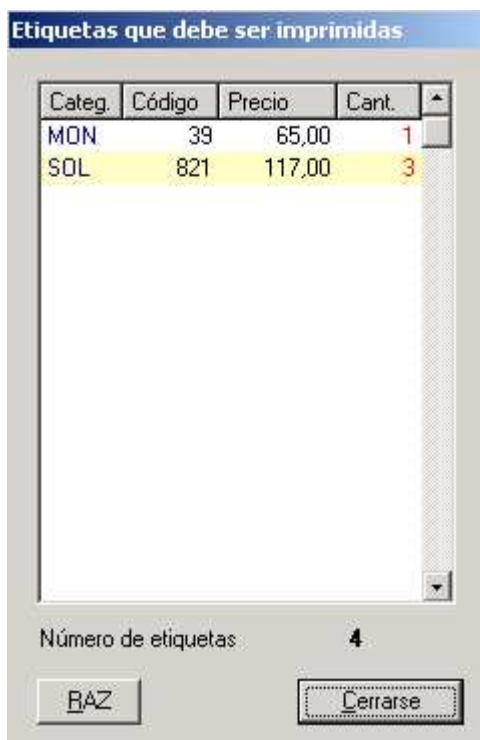 Etiquetas que debe ser imprimidas
Categ. Código Precio Cant.
MON 39 65,00 1
SOL 821 117,00 3
Número de etiquetas 4
RAZ Cerrarse